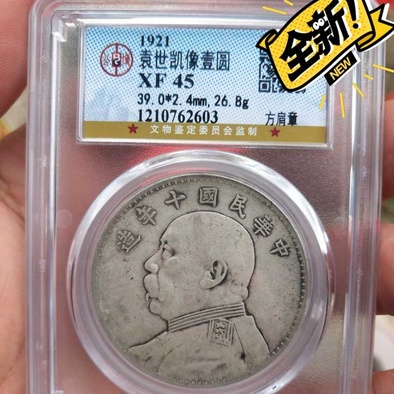 1921
袁世凯像壹圆
XF 45
39.0*2.4mm, 26.8g
1210762603
方肩章
★文物鉴定委员会监制★
全新!
NEW
造年十國民華中